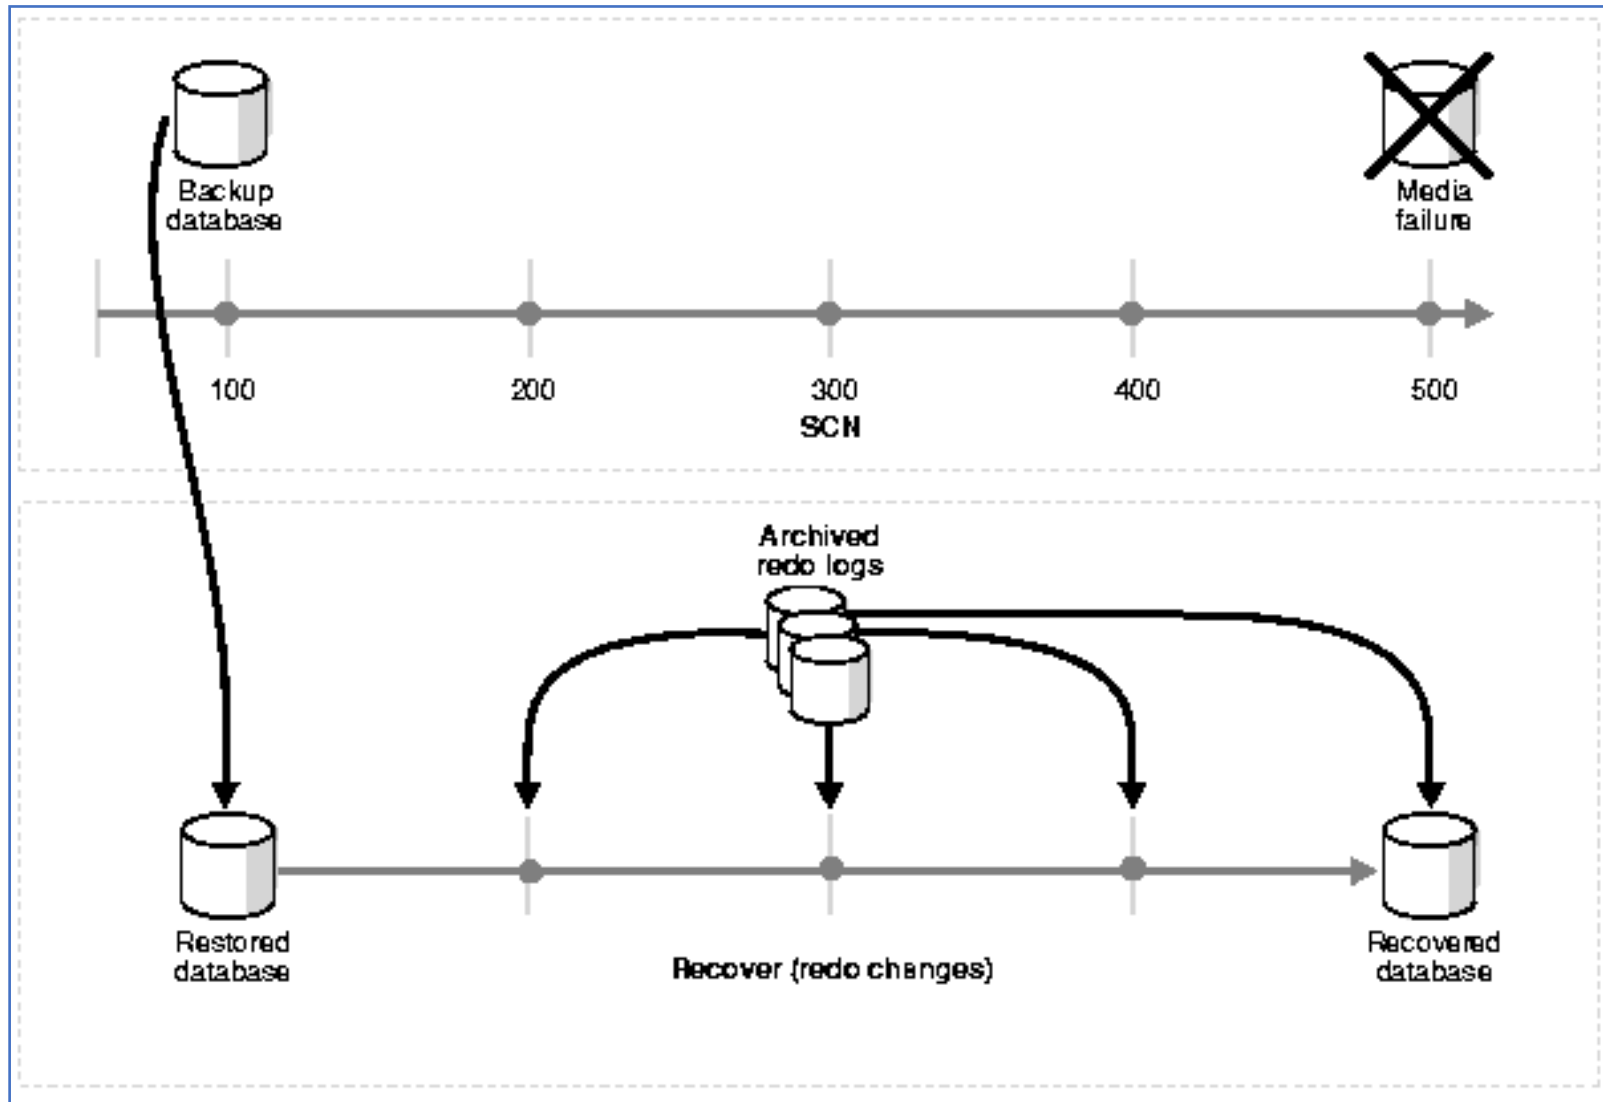 Backup
database
Media
failure
100
200
300
400
500
SCN
Archived
redo logs
Restored
database
Recover (redo changes)
Recovered
database